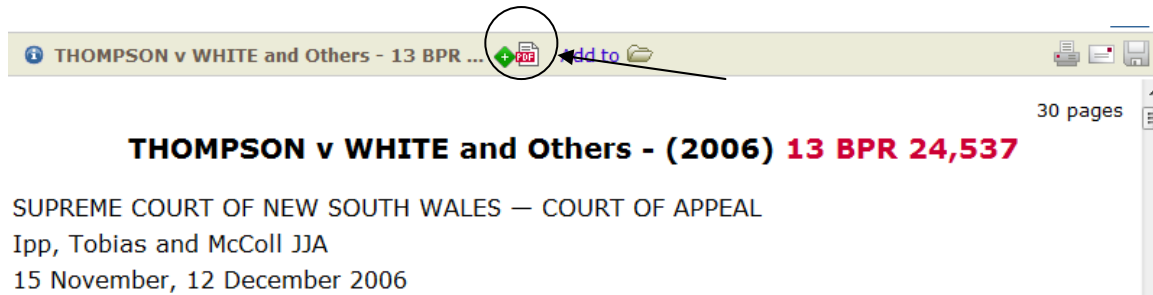 THOMPSON v WHITE and Others - 13 BPR ... PDF Add to
30 pages
THOMPSON v WHITE and Others - (2006) 13 BPR 24,537
SUPREME COURT OF NEW SOUTH WALES — COURT OF APPEAL
Ipp, Tobias and McColl JJA
15 November, 12 December 2006